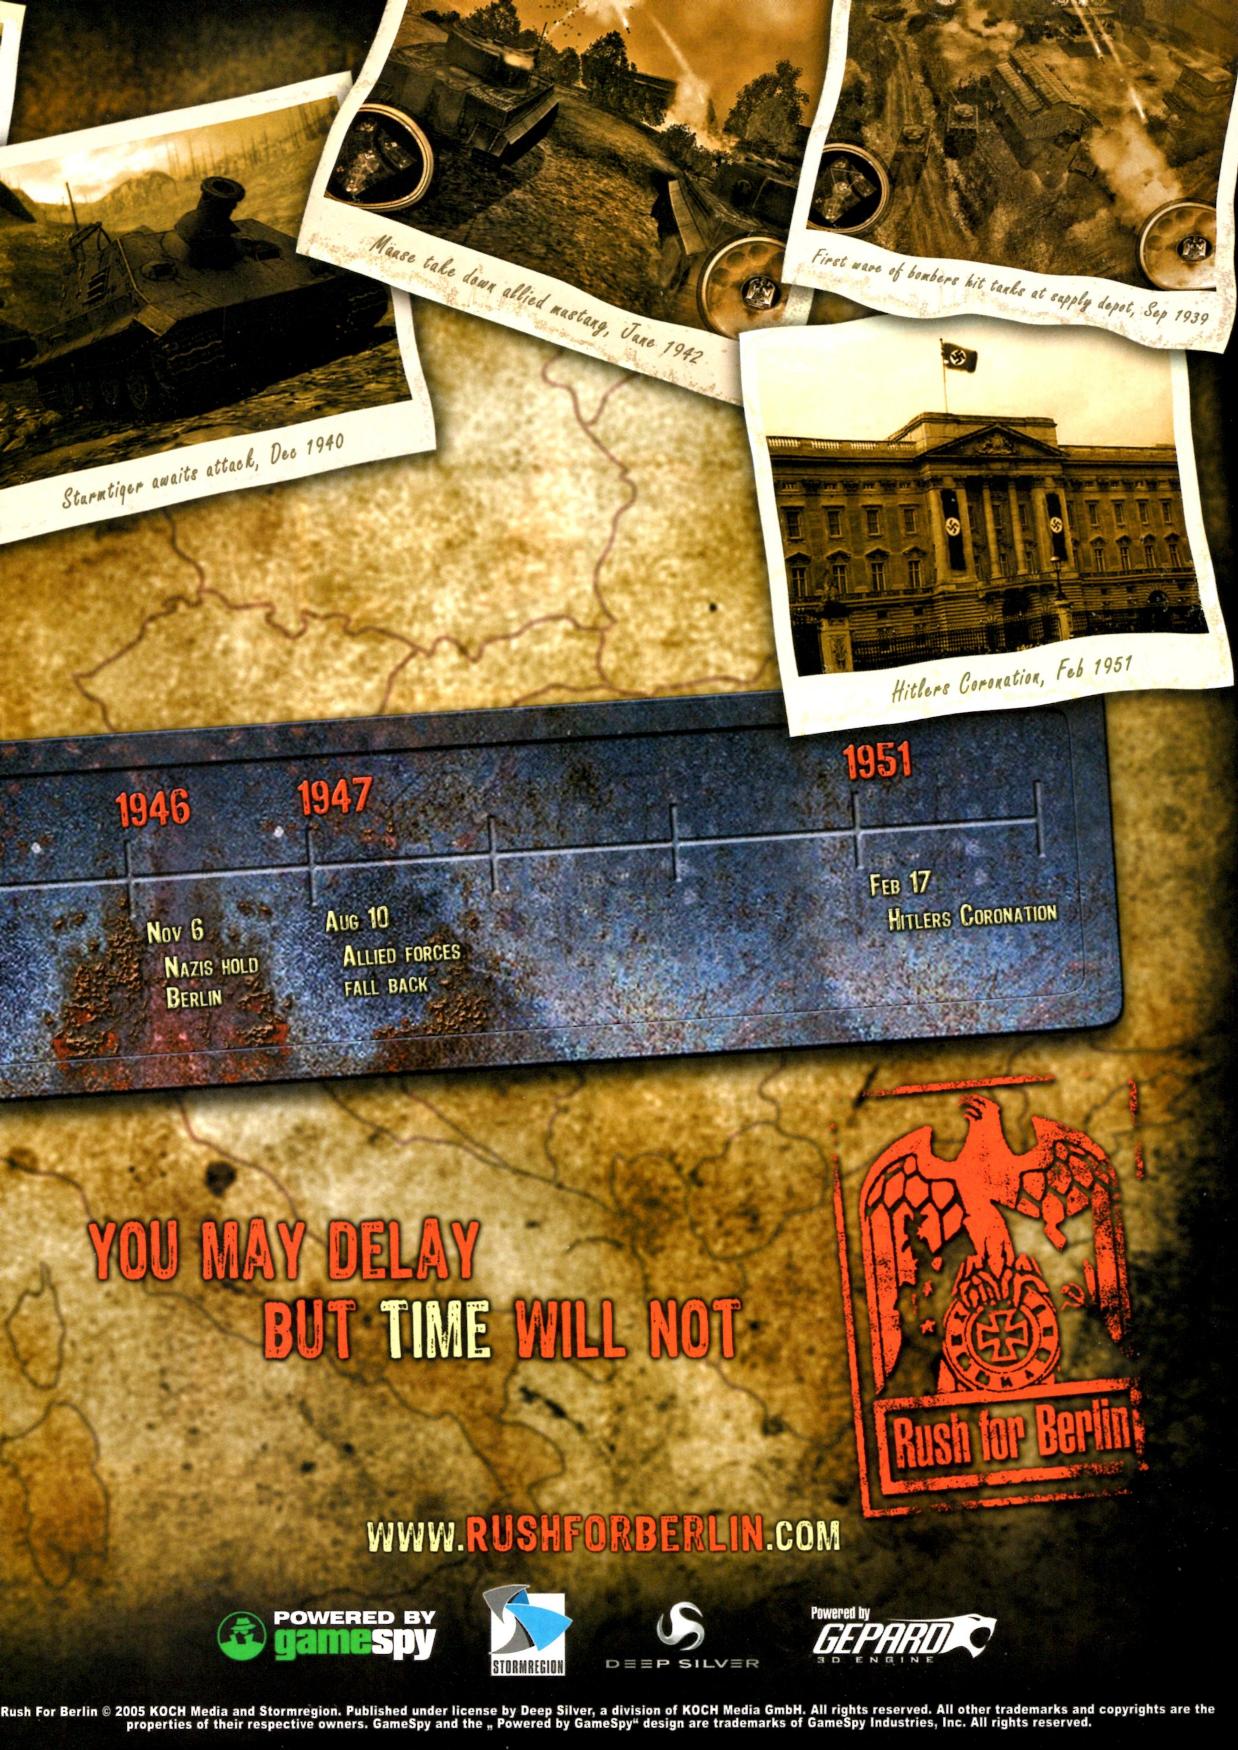 Sturmtiger awaits attack, Dec 1940
Mäuse take down allied mustang, June 1942
First wave of bombers hit tanks at supply depot, Sep 1939
Hitlers Coronation, Feb 1951
1946
1947
1951
Nov 6
Nazis hold
Berlin
Aug 10
Allied forces
fall back
Feb 17
Hitlers Coronation
YOU MAY DELAY
BUT TIME WILL NOT
Rush for Berlin
WWW.RUSHFORBERLIN.COM
POWERED BY
gamespy
STORMREGION
DEEP SILVER
Powered by
GEPARD
3D ENGINE
Rush For Berlin © 2005 KOCH Media and Stormregion. Published under license by Deep Silver, a division of KOCH Media GmbH. All rights reserved. All other trademarks and copyrights are the
properties of their respective owners. GameSpy and the „ Powered by GameSpy“ design are trademarks of GameSpy Industries, Inc. All rights reserved.